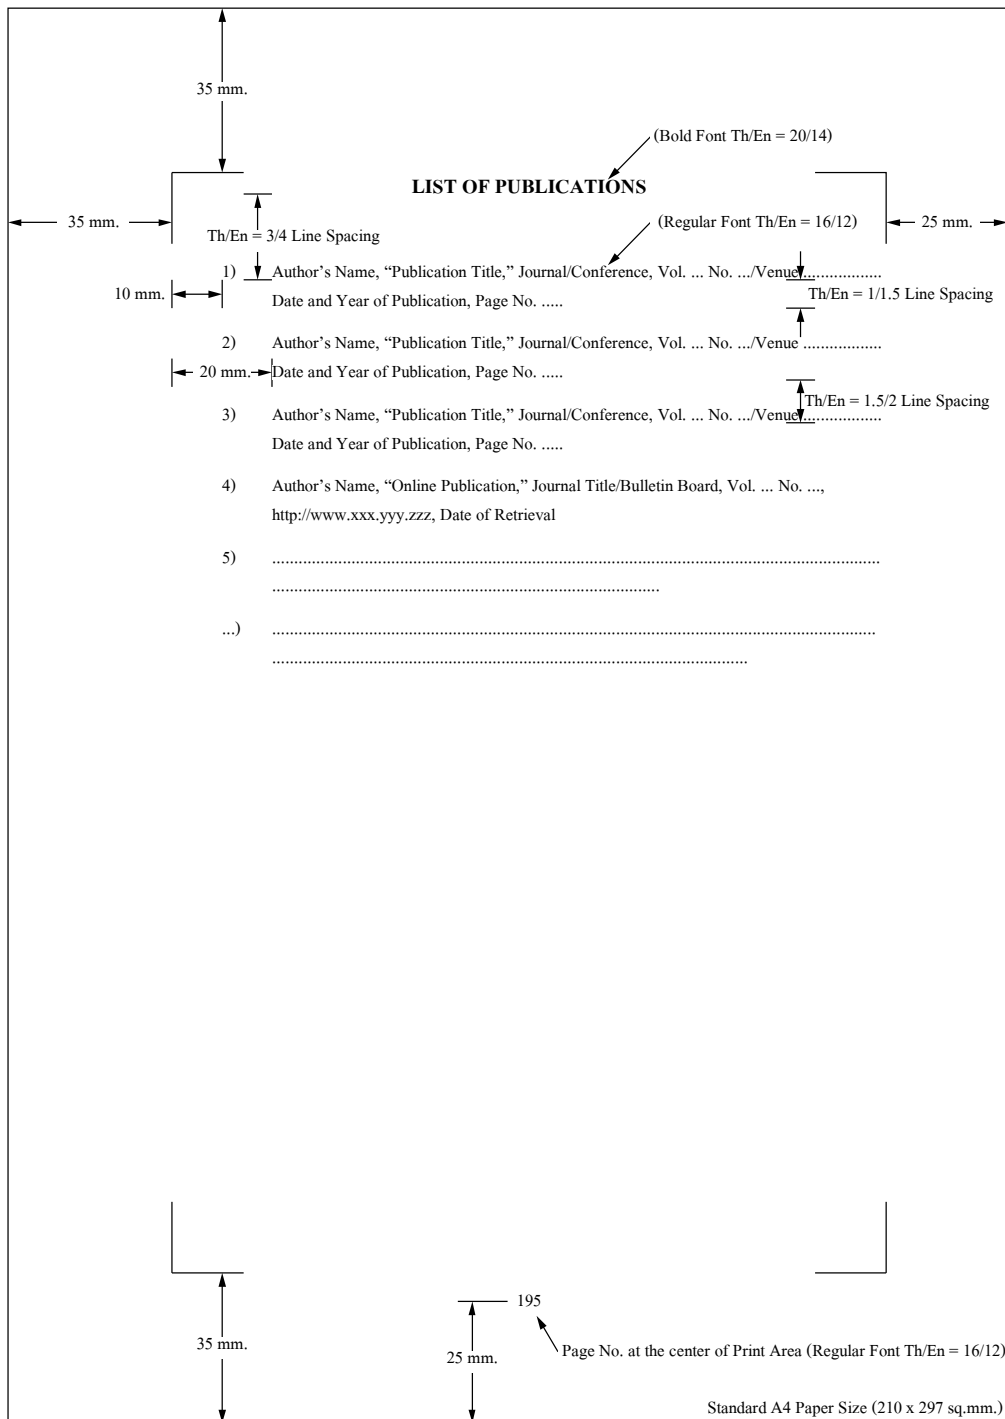 35 mm.
(Bold Font Th/En = 20/14)
LIST OF PUBLICATIONS
35 mm.
(Regular Font Th/En = 16/12)
25 mm.
Th/En = 3/4 Line Spacing
1) Author’s Name, “Publication Title,” Journal/Conference, Vol. ... No. .../Venue ..................
10 mm.
Th/En = 1/1.5 Line Spacing
Date and Year of Publication, Page No. .....
2) Author’s Name, “Publication Title,” Journal/Conference, Vol. ... No. .../Venue ..................
20 mm.
Date and Year of Publication, Page No. .....
Th/En = 1.5/2 Line Spacing
3) Author’s Name, “Publication Title,” Journal/Conference, Vol. ... No. .../Venue ..................
Date and Year of Publication, Page No. .....
4) Author’s Name, “Online Publication,” Journal Title/Bulletin Board, Vol. ... No. ...,
http://www.xxx.yyy.zzz, Date of Retrieval
5) ..........................................................................................................................................
........................................................................................
...) .........................................................................................................................................
............................................................................................................
195
35 mm.
25 mm.
Page No. at the center of Print Area (Regular Font Th/En = 16/12)
Standard A4 Paper Size (210 x 297 sq.mm.)